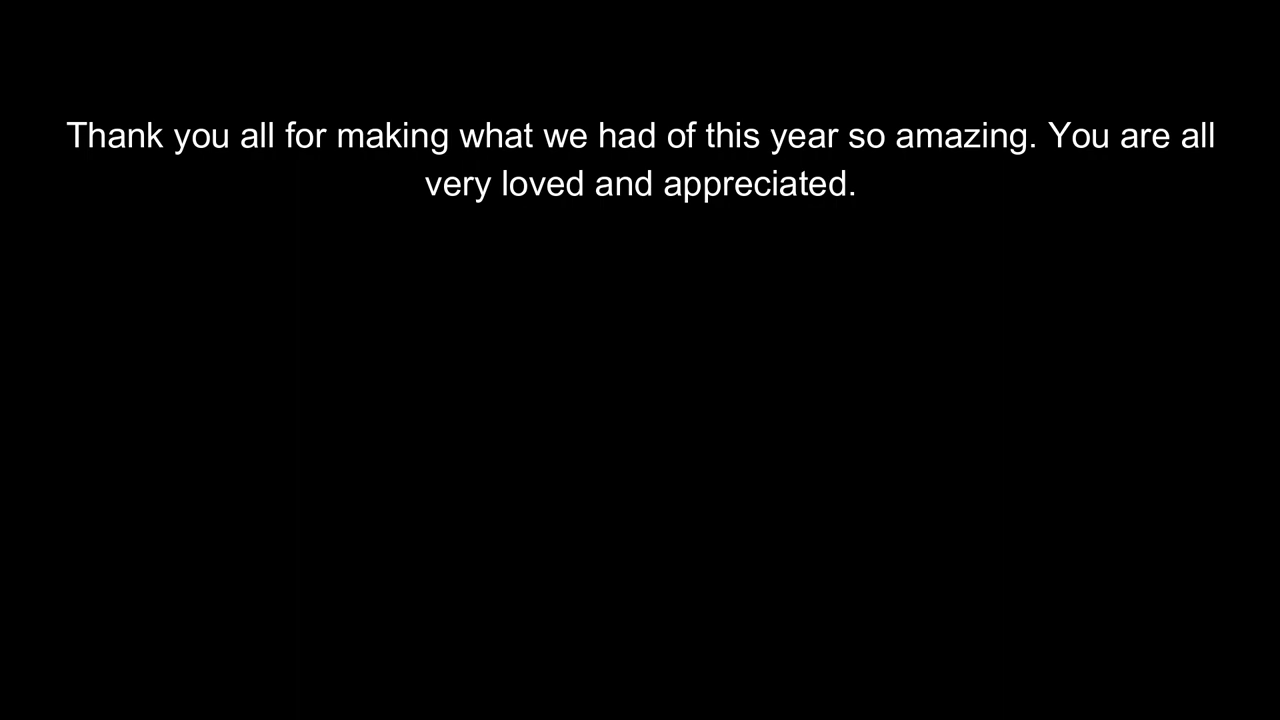 Thank you all for making what we had of this year so amazing. You are all
very loved and appreciated.